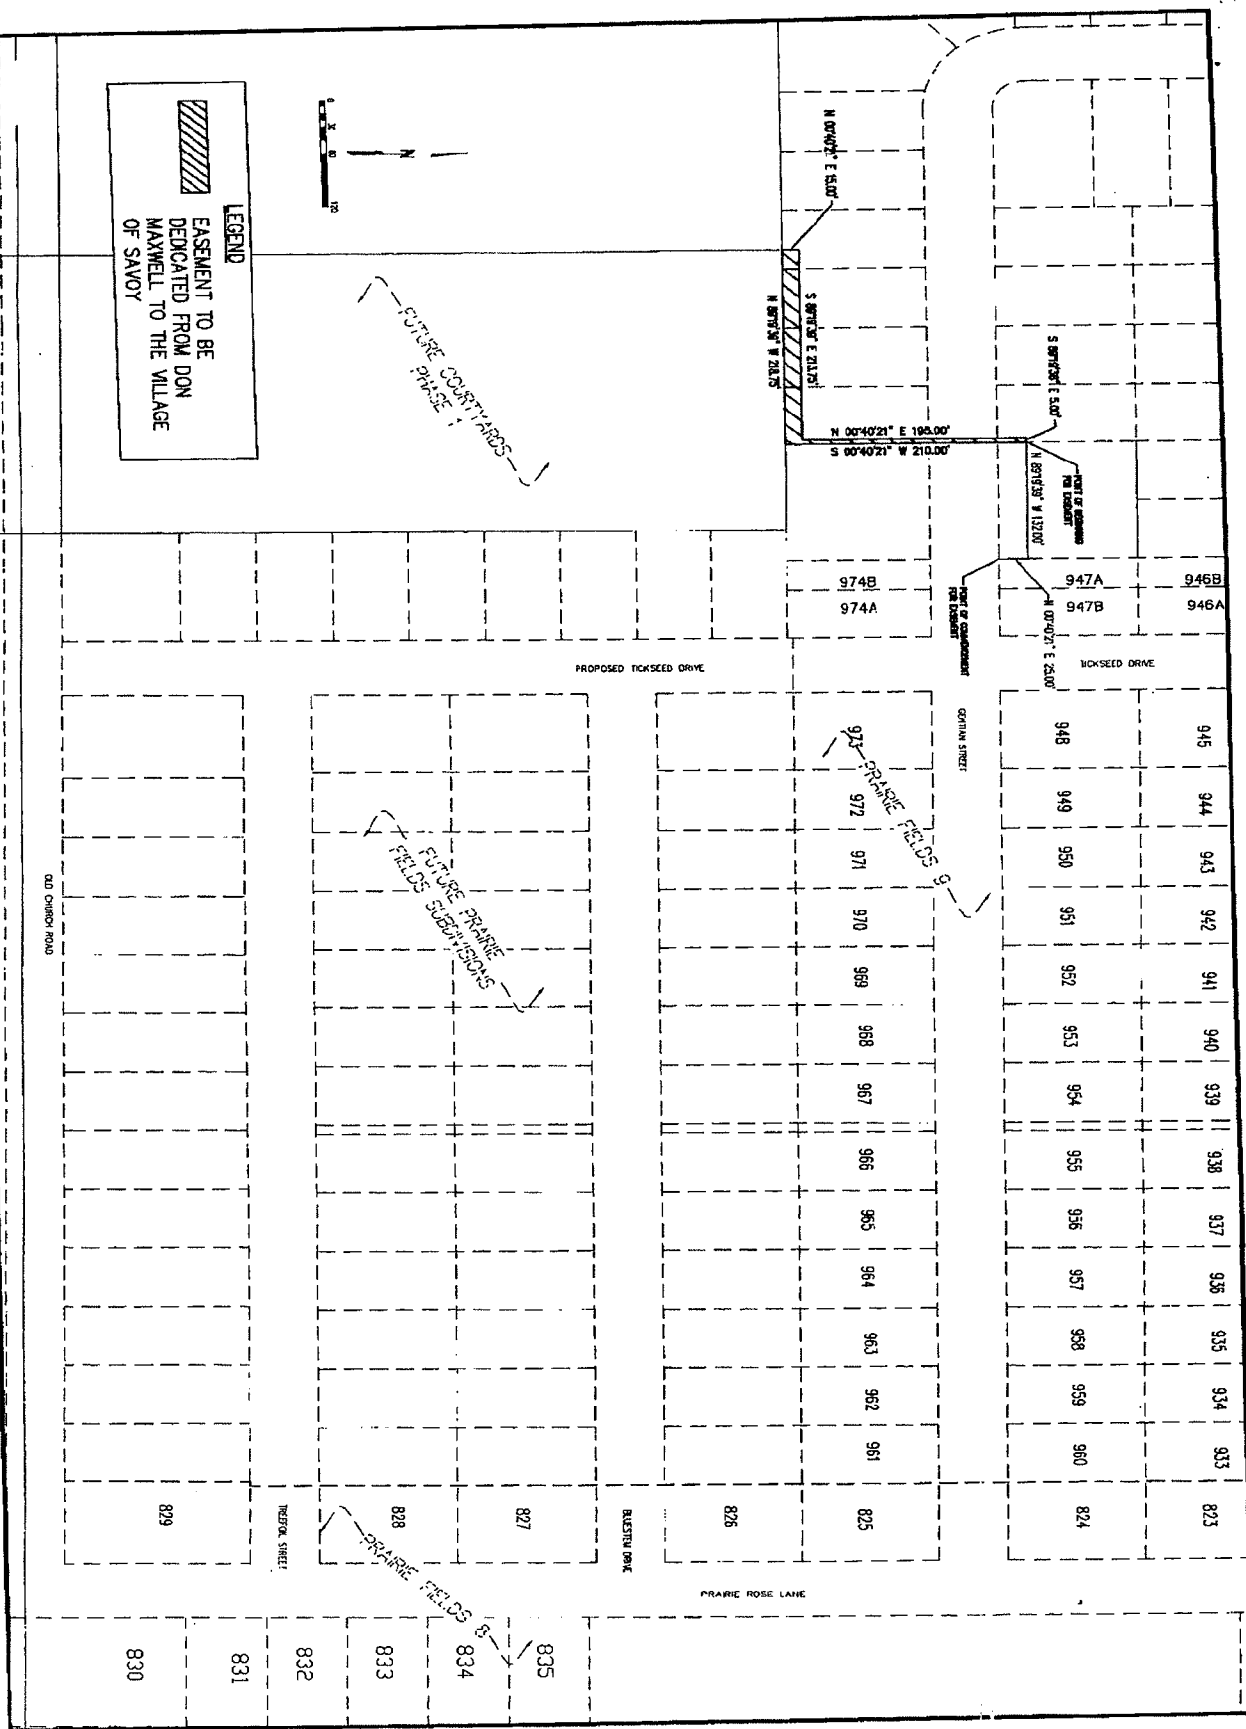 LEGEND
EASEMENT TO BE
DEDICATED FROM DON
MAXWELL TO THE VILLAGE
OF SAVOY
N
0
60
120
FUTURE COURTYARDS
PHASE 1
N 00°40'21" E 15.00'
S 89°19'39" E 213.75'
N 89°19'39" W 218.75'
N 00°40'21" E 195.00'
S 00°40'21" W 210.00'
S 89°19'39" E 5.00'
POINT OF BEGINNING
FOR EASEMENT
N 89°19'39" W 132.00'
N 00°40'21" E 25.00'
POINT OF COMMENCEMENT
FOR EASEMENT
974B
974A
947A
947B
946B
946A
PROPOSED TICKSEED DRIVE
TICKSEED DRIVE
GENTIAN STREET
945
944
943
942
941
940
939
938
937
936
935
934
933
948
949
950
951
952
953
954
955
956
957
958
959
960
973
972
971
970
969
968
967
966
965
964
963
962
961
PRAIRIE FIELDS 9
FUTURE PRAIRIE
FIELDS SUBDIVISIONS
OLD CHURCH ROAD
823
824
825
826
BLUESTEM DRIVE
827
828
TREEFOIL STREET
829
PRAIRIE FIELDS 8
PRAIRIE ROSE LANE
830
831
832
833
834
835